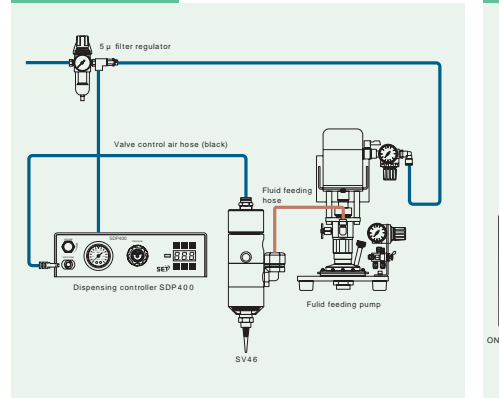 5 μ filter regulator
Valve control air hose (black)
Fluid feeding
hose
SDP400
SET
Dispensing controller SDP400
Fulid feeding pump
SV46
ON